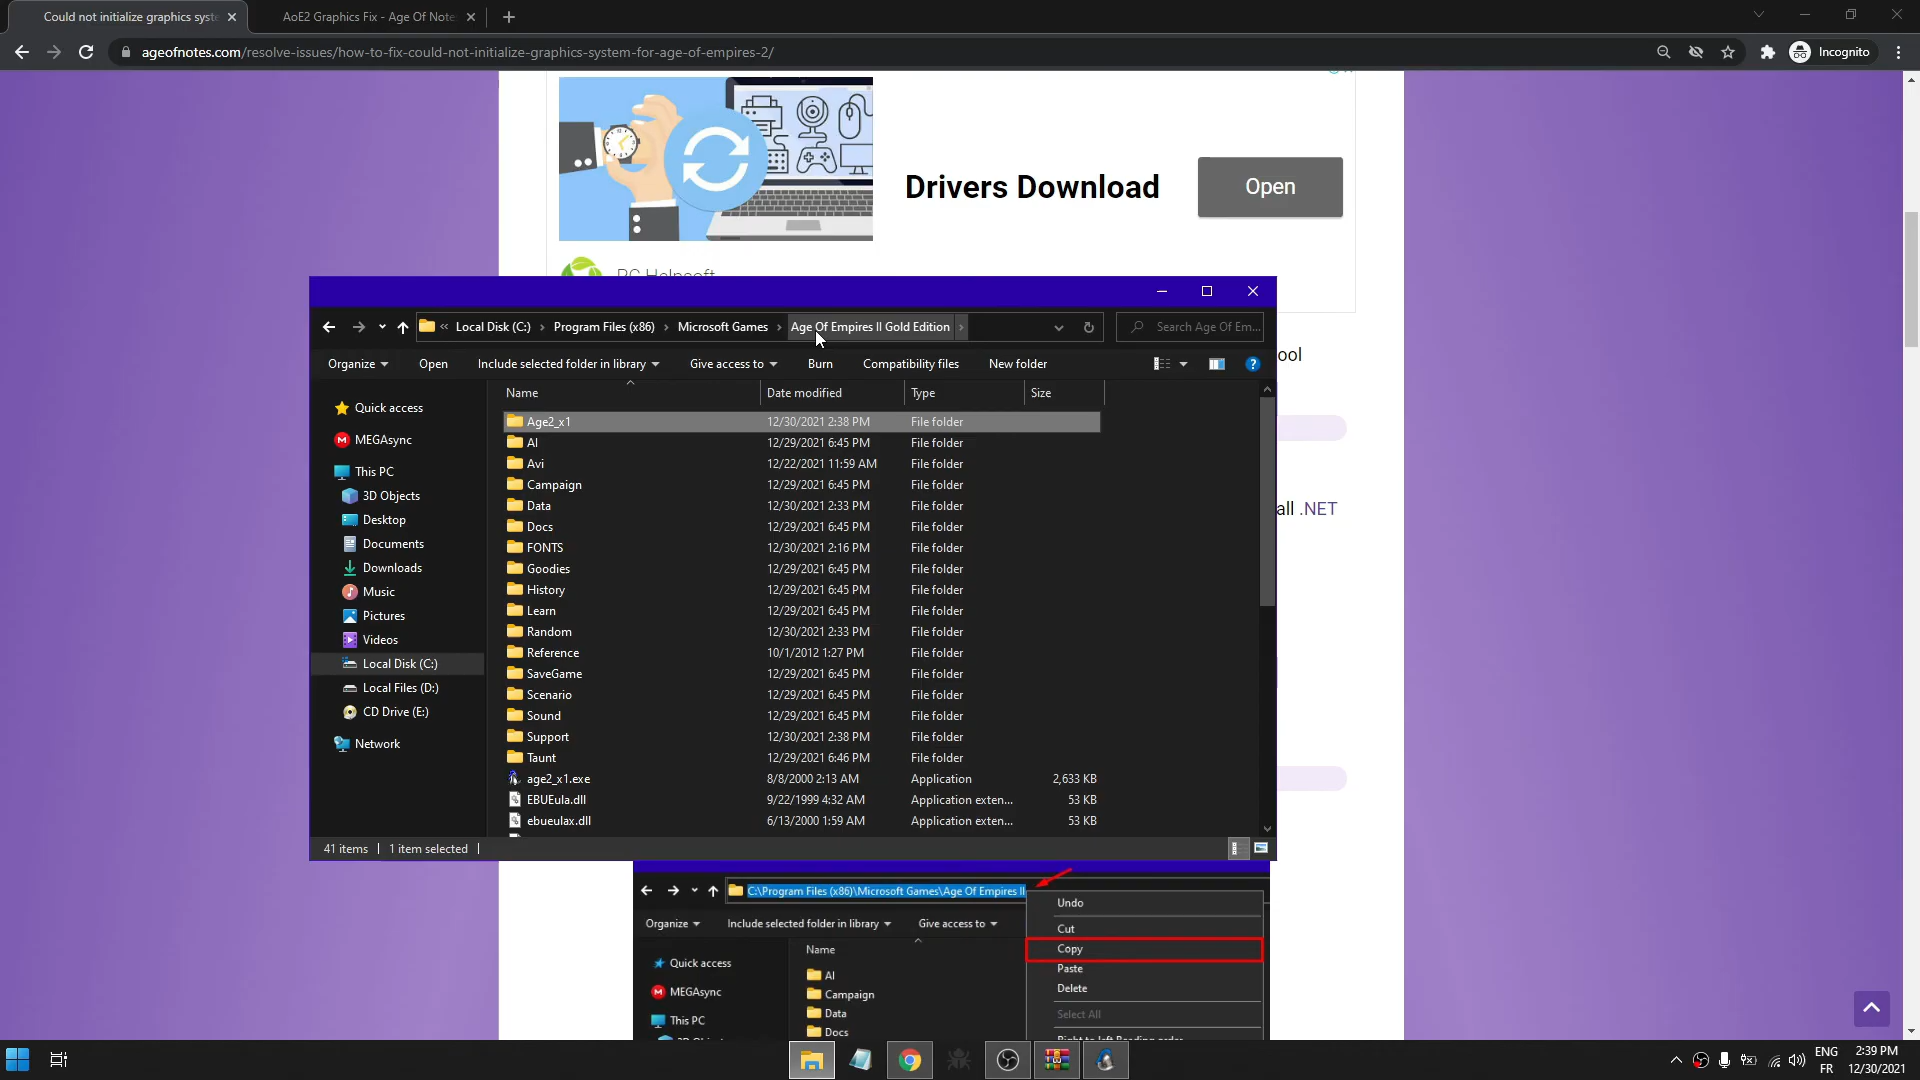 Could not initialize graphics syste
AoE2 Graphics Fix - Age Of Note
ageofnotes.com/resolve-issues/how-to-fix-could-not-initialize-graphics-system-for-age-of-empires-2/
Incognito
Drivers Download
Open
PC Helpsoft
Local Disk (C:) Program Files (x86) Microsoft Games Age Of Empires II Gold Edition
Search Age Of Em...
Organize Open Include selected folder in library Give access to Burn Compatibility files New folder
ool
Name Date modified Type Size
Quick access
MEGAsync
This PC
3D Objects
Desktop
Documents
Downloads
Music
Pictures
Videos
Local Disk (C:)
Local Files (D:)
CD Drive (E:)
Network
Age2_x1 12/30/2021 2:38 PM File folder
AI 12/29/2021 6:45 PM File folder
Avi 12/22/2021 11:59 AM File folder
Campaign 12/29/2021 6:45 PM File folder
Data 12/30/2021 2:33 PM File folder
Docs 12/29/2021 6:45 PM File folder
FONTS 12/30/2021 2:16 PM File folder
Goodies 12/29/2021 6:45 PM File folder
History 12/29/2021 6:45 PM File folder
Learn 12/29/2021 6:45 PM File folder
Random 12/30/2021 2:33 PM File folder
Reference 10/1/2012 1:27 PM File folder
SaveGame 12/29/2021 6:45 PM File folder
Scenario 12/29/2021 6:45 PM File folder
Sound 12/29/2021 6:45 PM File folder
Support 12/30/2021 2:38 PM File folder
Taunt 12/29/2021 6:46 PM File folder
age2_x1.exe 8/8/2000 2:13 AM Application 2,633 KB
EBUEula.dll 9/22/1999 4:32 AM Application exten... 53 KB
ebueulax.dll 6/13/2000 1:59 AM Application exten... 53 KB
all .NET
41 items 1 item selected
C:\Program Files (x86)\Microsoft Games\Age Of Empires II
Organize Include selected folder in library Give access to
Name
Quick access
MEGAsync
This PC
AI
Campaign
Data
Docs
Undo
Cut
Copy
Paste
Delete
Select All
ENG
FR
2:39 PM
12/30/2021